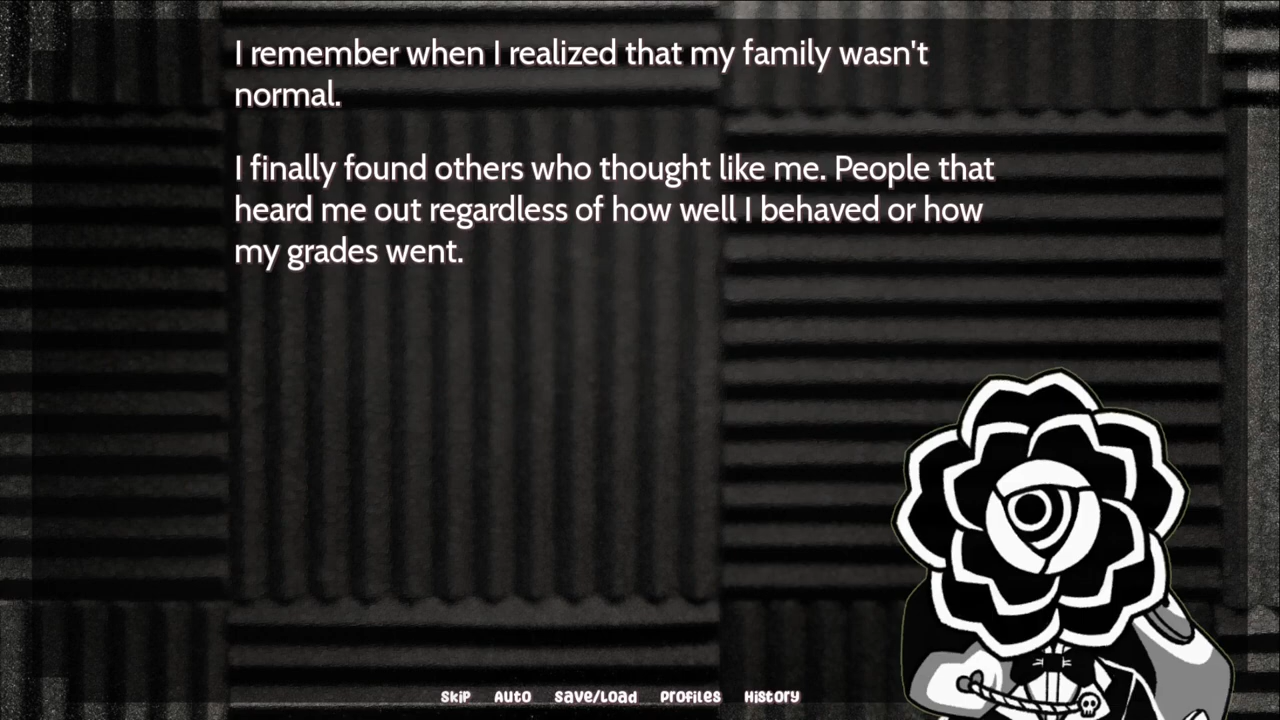 I remember when I realized that my family wasn't
normal.
I finally found others who thought like me. People that
heard me out regardless of how well I behaved or how
my grades went.
Skip Auto Save/Load Profiles History